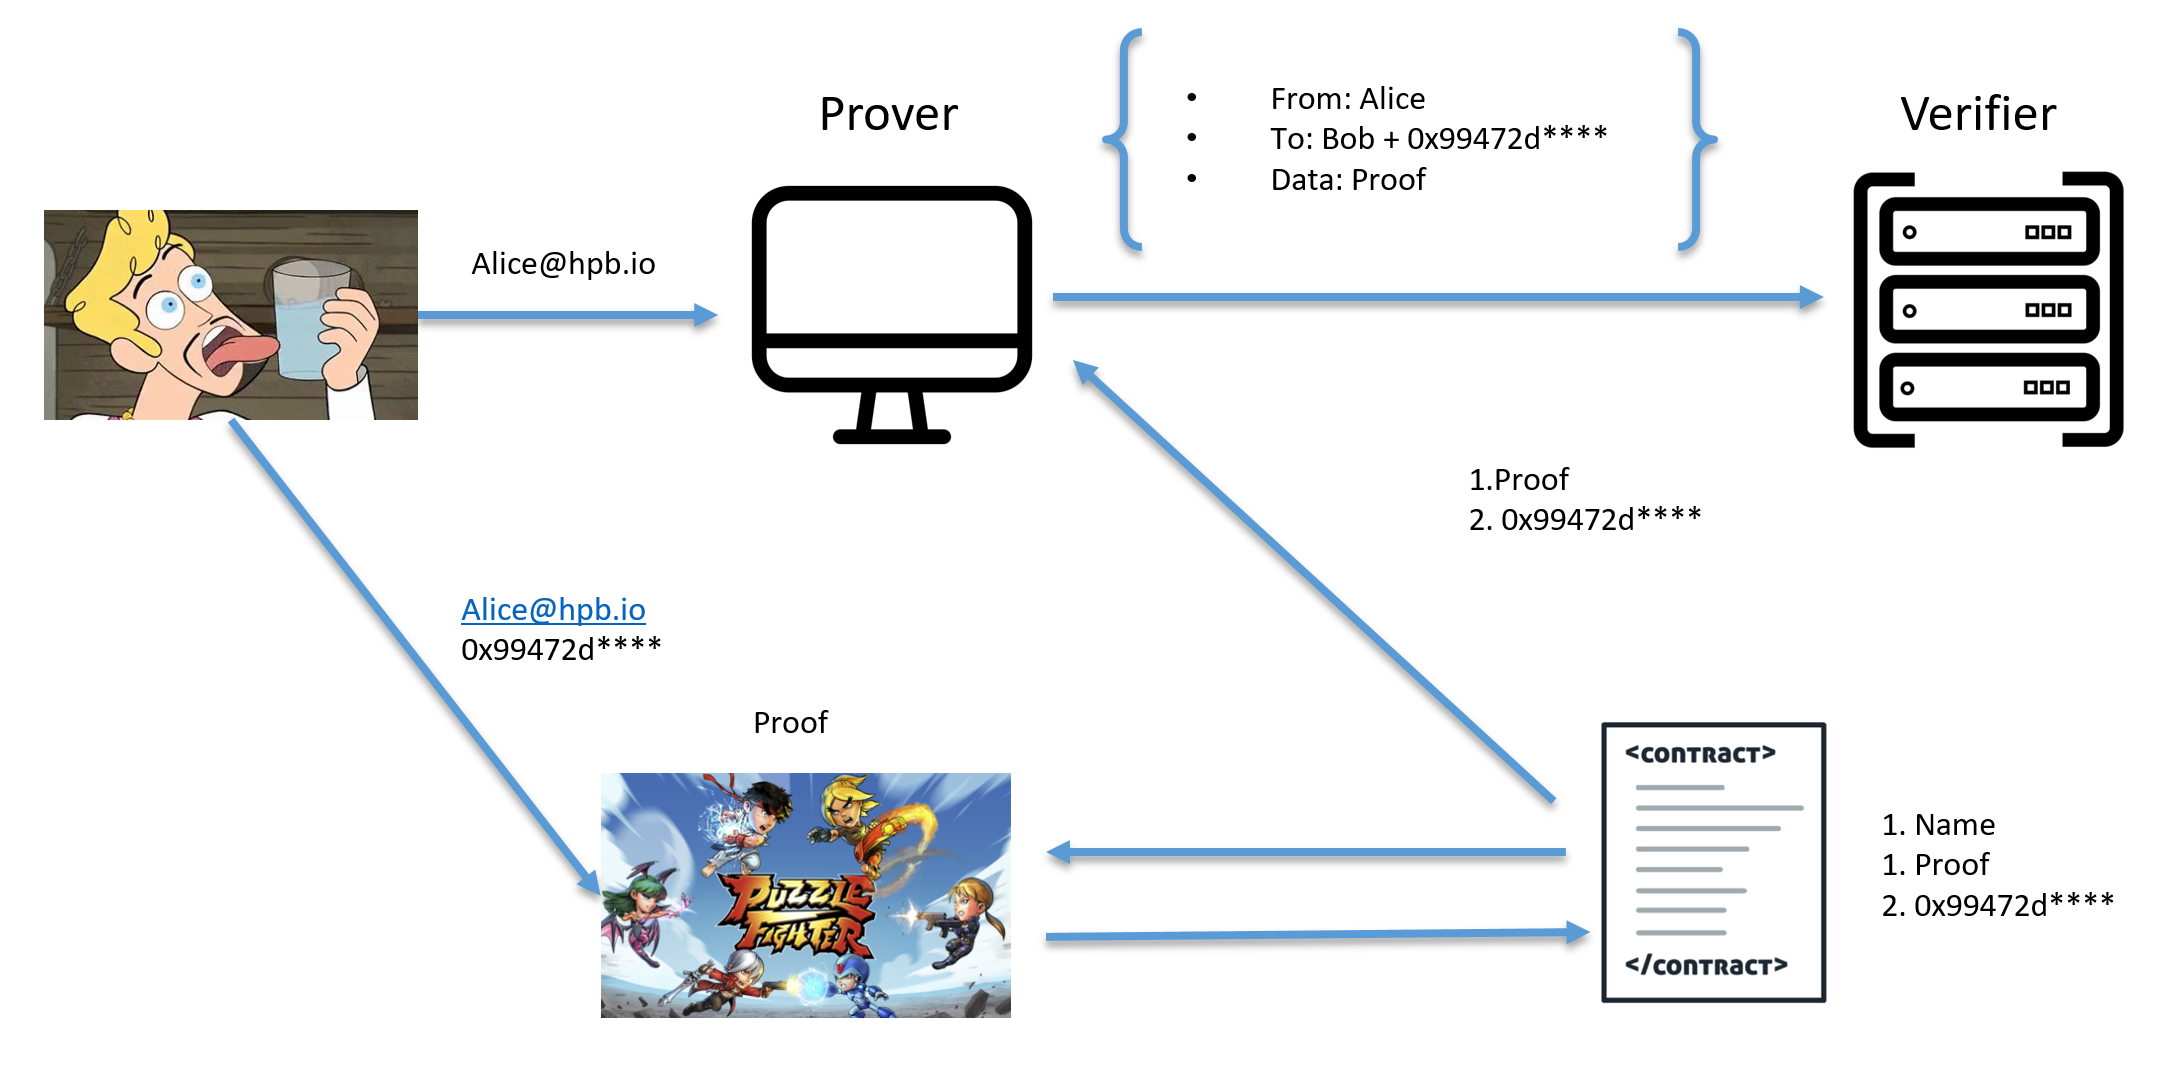 Prover
• From: Alice
• To: Bob + 0x99472d****
• Data: Proof
Verifier
Alice@hpb.io
1.Proof
2. 0x99472d****
Alice@hpb.io
0x99472d****
Proof
PUZZLE
FIGHTER
<contract>
</contract>
1. Name
1. Proof
2. 0x99472d****